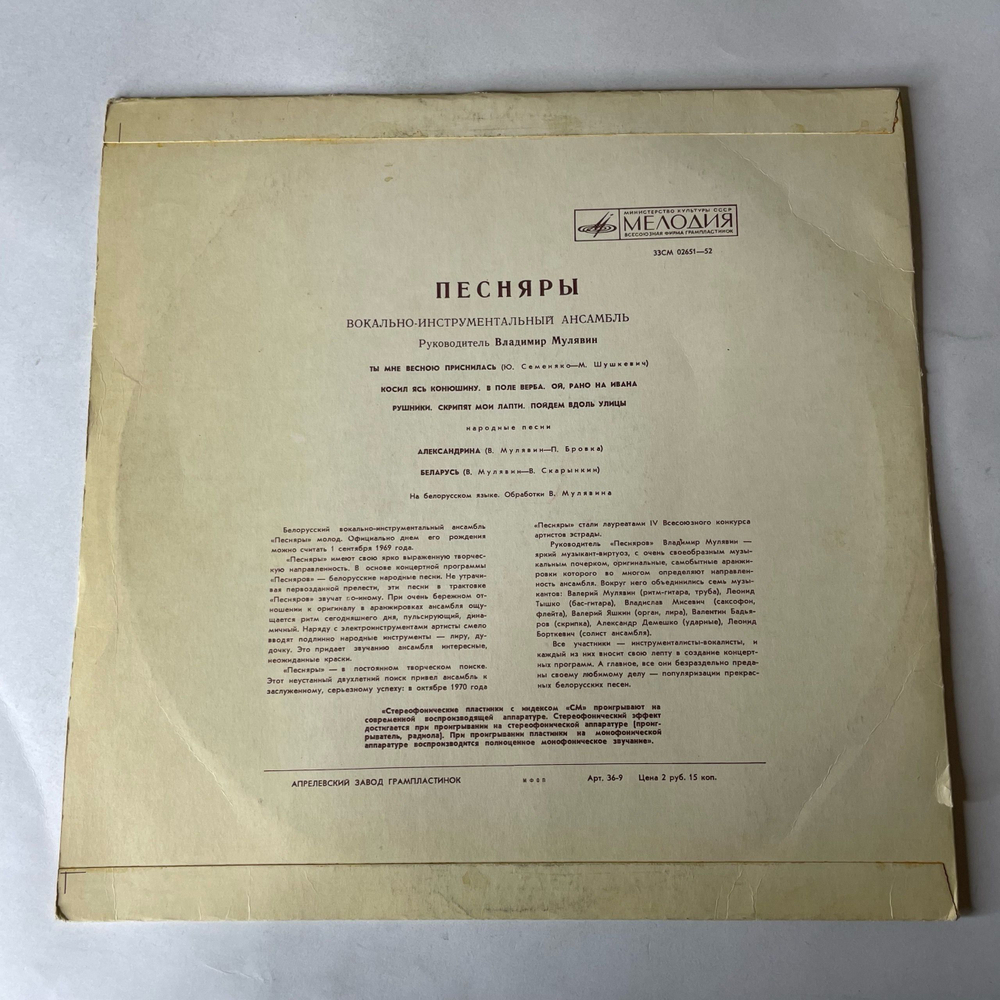 МИНИСТЕРСТВО КУЛЬТУРЫ СССР
МЕЛОДИЯ
ВСЕСОЮЗНАЯ ФИРМА ГРАМПЛАСТИНОК
33СМ 02651—52
ПЕСНЯРЫ
ВОКАЛЬНО-ИНСТРУМЕНТАЛЬНЫЙ АНСАМБЛЬ
Руководитель Владимир Мулявин
ТЫ МНЕ ВЕСНОЮ ПРИСНИЛАСЬ (Ю. Семеняко—М. Шушкевич)
КОСИЛ ЯСЬ КОНЮШИНУ. В ПОЛЕ ВЕРБА. ОЙ, РАНО НА ИВАНА
РУШНИКИ. СКРИПЯТ МОИ ЛАПТИ. ПОЙДЕМ ВДОЛЬ УЛИЦЫ
народные песни
АЛЕКСАНДРИНА (В. Мулявин—П. Бровка)
БЕЛАРУСЬ (В. Мулявин—В. Скарынкин)
На белорусском языке. Обработки В. Мулявина
Белорусский вокально-инструментальный ансамбль
«Песняры» молод. Официально днем его рождения
можно считать 1 сентября 1969 года.
«Песняры» имеют свою ярко выраженную творчес-
кую направленность. В основе концертной программы
«Песняров» — белорусские народные песни. Не утрачи-
вая первозданной прелести, эти песни в трактовке
«Песняров» звучат по-иному. При очень бережном от-
ношении к оригиналу в аранжировках ансамбля ощу-
щается ритм сегодняшнего дня, пульсирующий, дина-
мичный. Наряду с электроинструментами артисты смело
вводят подлинно народные инструменты — лиру, ду-
дочку. Это придает звучанию ансамбля интересные,
неожиданные краски.
«Песняры» — в постоянном творческом поиске.
Этот неустанный двухлетний поиск привел ансамбль к
заслуженному, серьезному успеху: в октябре 1970 года
«Песняры» стали лауреатами IV Всесоюзного конкурса
артистов эстрады.
Руководитель «Песняров» Владимир Мулявин —
яркий музыкант-виртуоз, с очень своеобразным музы-
кальным почерком, оригинальные, самобытные аранжи-
ровки которого во многом определяют направлен-
ность ансамбля. Вокруг него объединились семь музы-
кантов: Валерий Мулявин (ритм-гитара, труба), Леонид
Тышко (бас-гитара), Владислав Мисевич (саксофон,
флейта), Валерий Яшкин (орган, лира), Валентин Бадья-
ров (скрипка), Александр Демешко (ударные), Леонид
Борткевич (солист ансамбля).
Все участники — инструменталисты-вокалисты, и
каждый из них вносит свою лепту в создание концерт-
ных программ. А главное, все они безраздельно преда-
ны своему любимому делу — популяризации прекрас-
ных белорусских песен.
«Стереофонические пластинки с индексом «СМ» проигрывают на
современной воспроизводящей аппаратуре. Стереофонический эффект
достигается при проигрывании на стереофонической аппаратуре (проиг-
рыватель, радиола). При проигрывании пластинки на монофонической
аппаратуре воспроизводится полноценное монофоническое звучание».
АПРЕЛЕВСКИЙ ЗАВОД ГРАМПЛАСТИНОК Арт. 36-9 Цена 2 руб. 15 коп.